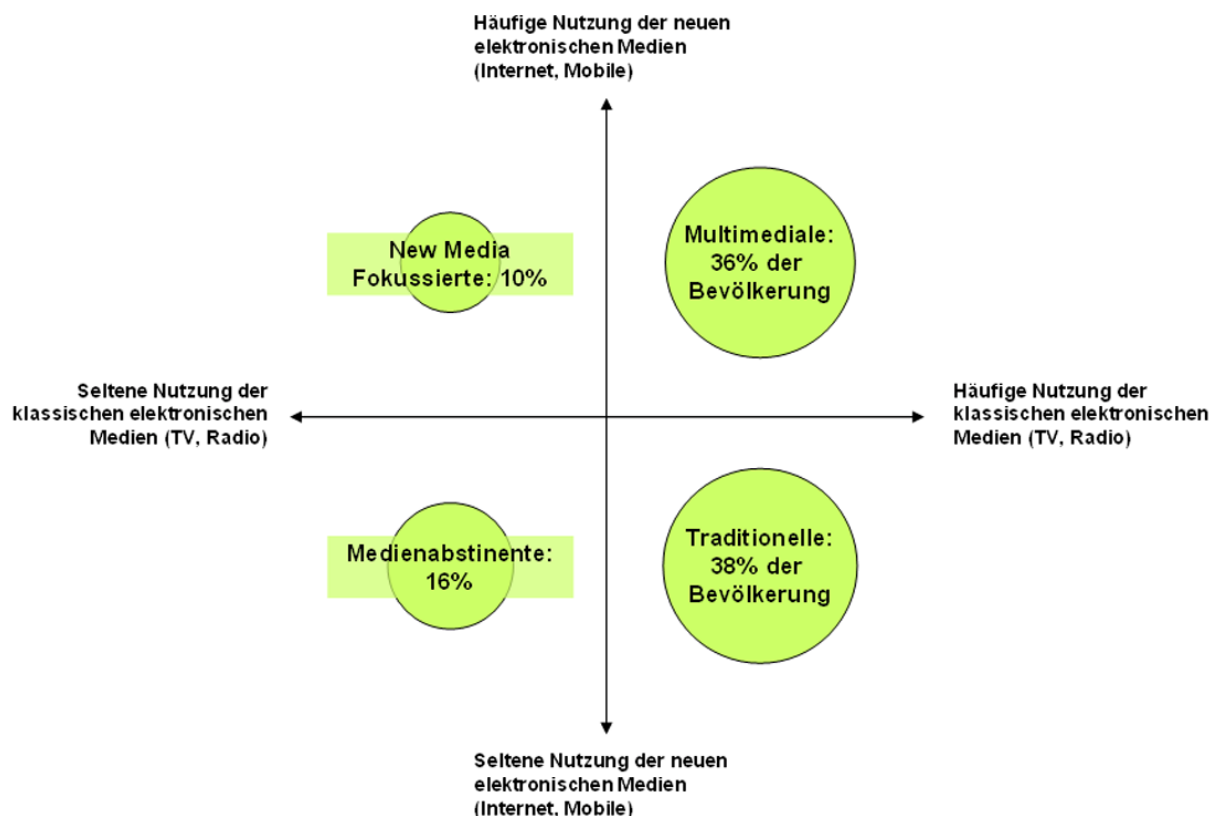 Häufige Nutzung der neuen
elektronischen Medien
(Internet, Mobile)
New Media
Fokussierte: 10%
Multimediale:
36% der
Bevölkerung
Seltene Nutzung der
klassischen elektronischen
Medien (TV, Radio)
Häufige Nutzung der
klassischen elektronischen
Medien (TV, Radio)
Medienabstinente:
16%
Traditionelle:
38% der
Bevölkerung
Seltene Nutzung der neuen
elektronischen Medien
(Internet, Mobile)